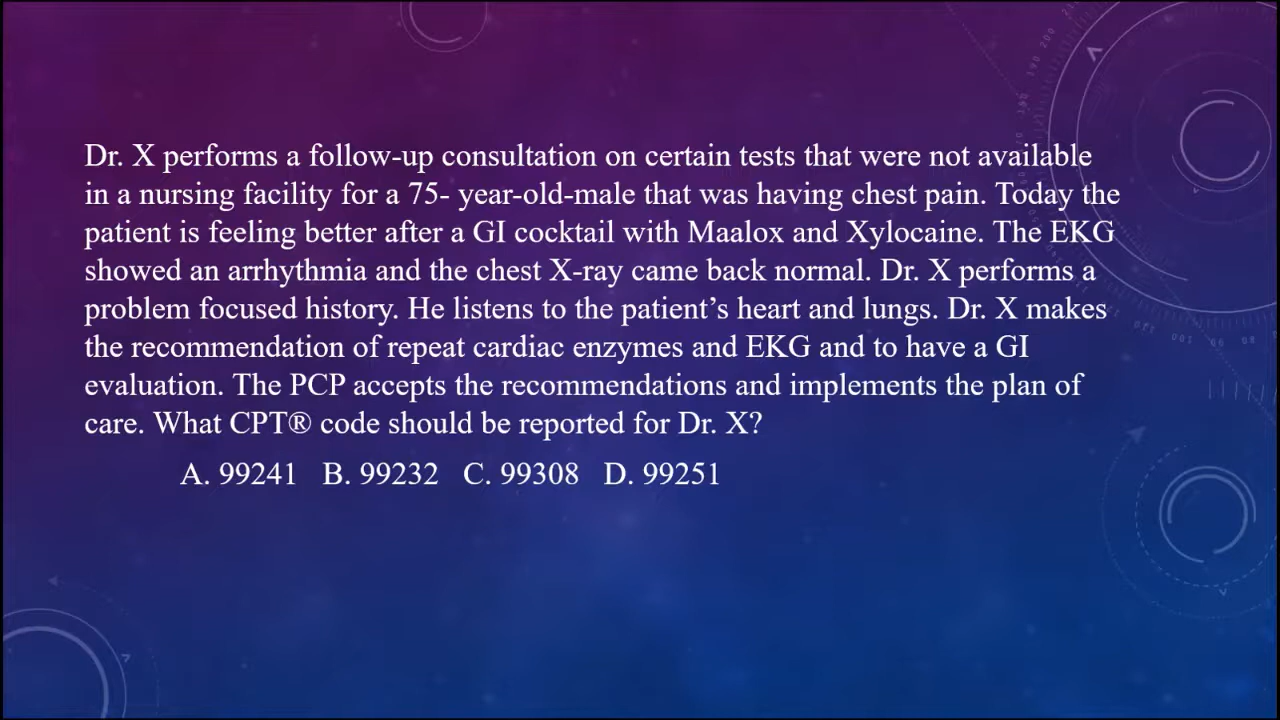 Dr. X performs a follow-up consultation on certain tests that were not available
in a nursing facility for a 75- year-old-male that was having chest pain. Today the
patient is feeling better after a GI cocktail with Maalox and Xylocaine. The EKG
showed an arrhythmia and the chest X-ray came back normal. Dr. X performs a
problem focused history. He listens to the patient’s heart and lungs. Dr. X makes
the recommendation of repeat cardiac enzymes and EKG and to have a GI
evaluation. The PCP accepts the recommendations and implements the plan of
care. What CPT® code should be reported for Dr. X?
A. 99241 B. 99232 C. 99308 D. 99251